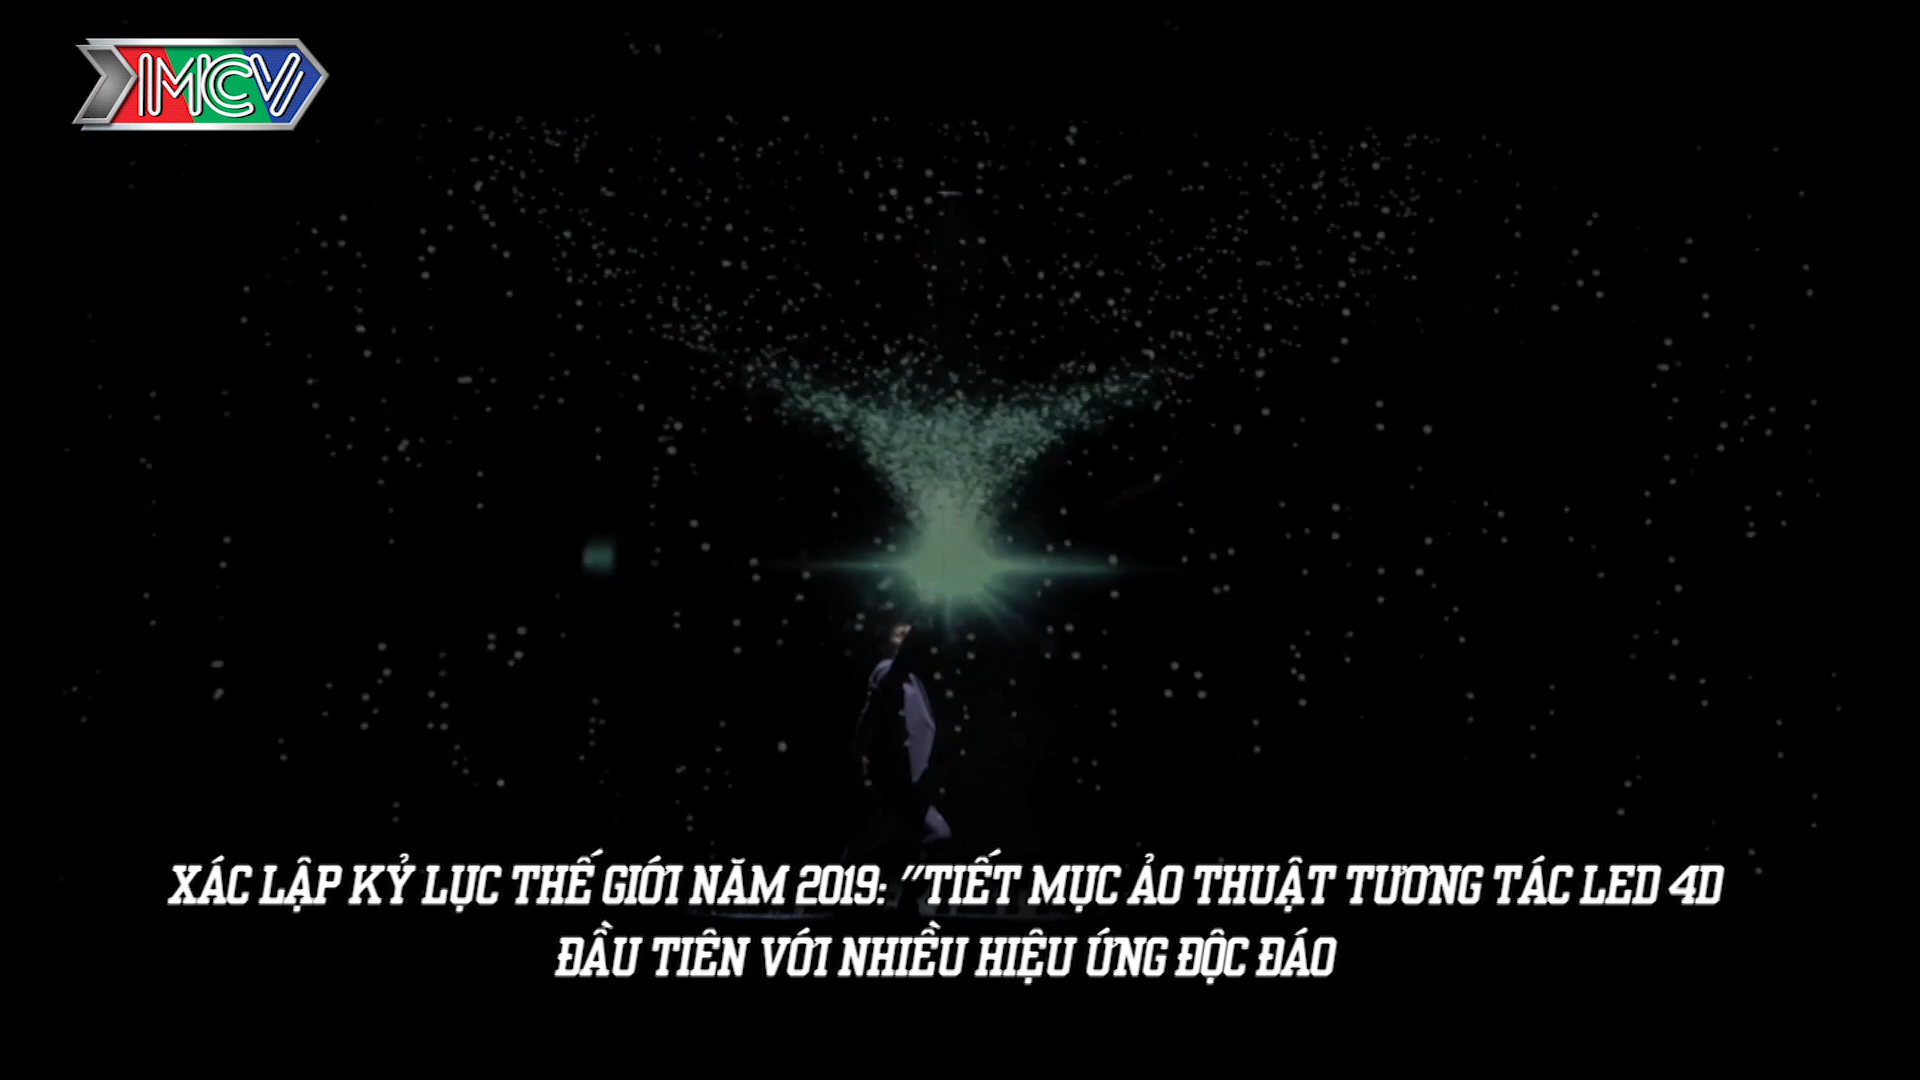 MCV
XÁC LẬP KỶ LỤC THẾ GIỚI NĂM 2019: "TIẾT MỤC ẢO THUẬT TƯƠNG TÁC LED 4D
ĐẦU TIÊN VỚI NHIỀU HIỆU ỨNG ĐỘC ĐÁO